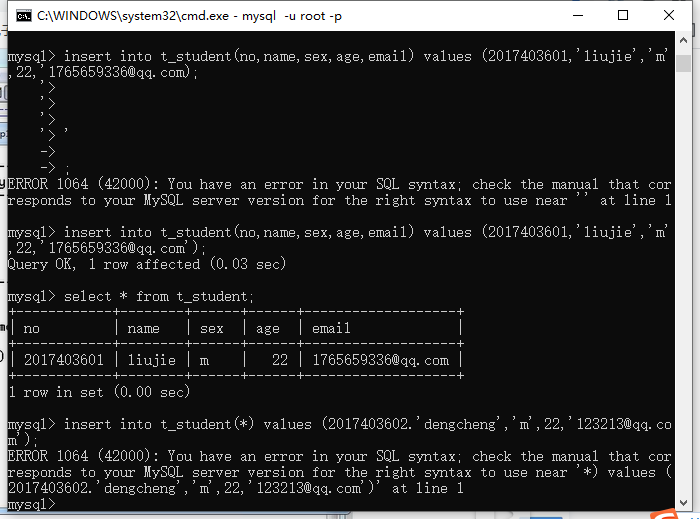 C:\WINDOWS\system32\cmd.exe - mysql  -u root -p
mysql> insert into t_student(no,name,sex,age,email) values (2017403601,'liujie','m'
,22,'1765659336@qq.com);
    '>
    '>
    '>
    '> '
    ->
    -> ;
ERROR 1064 (42000): You have an error in your SQL syntax; check the manual that cor
responds to your MySQL server version for the right syntax to use near '' at line 1
mysql> insert into t_student(no,name,sex,age,email) values (2017403601,'liujie','m'
,22,'1765659336@qq.com');
Query OK, 1 row affected (0.03 sec)
mysql> select * from t_student;
+------------+--------+------+------+-------------------+
| no         | name   | sex  | age  | email             |
+------------+--------+------+------+-------------------+
| 2017403601 | liujie | m    |   22 | 1765659336@qq.com |
+------------+--------+------+------+-------------------+
1 row in set (0.00 sec)
mysql> insert into t_student(*) values (2017403602.'dengcheng','m',22,'123213@qq.co
m');
ERROR 1064 (42000): You have an error in your SQL syntax; check the manual that cor
responds to your MySQL server version for the right syntax to use near '*) values (
2017403602.'dengcheng','m',22,'123213@qq.com')' at line 1
mysql>